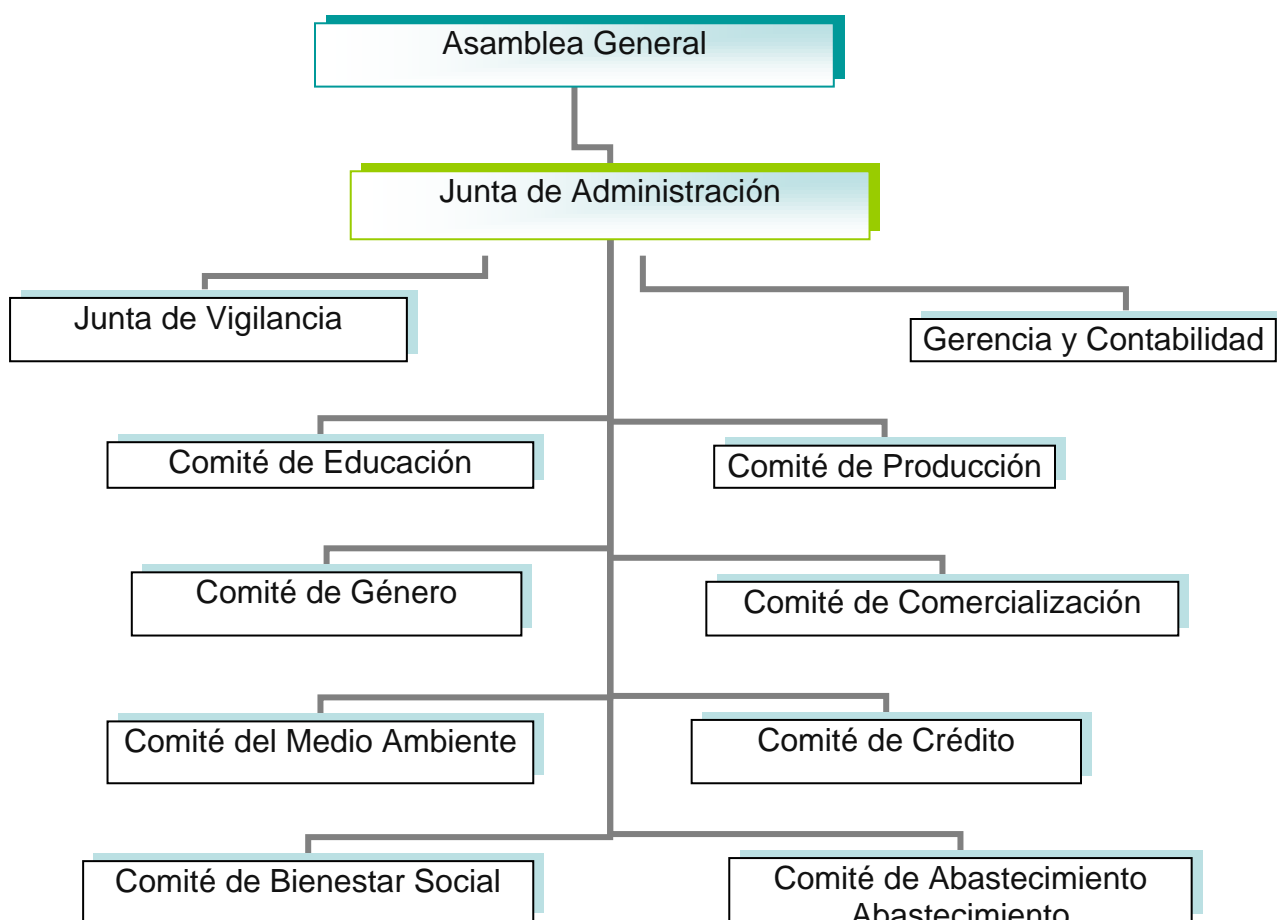 Asamblea General
Junta de Administración
Junta de Vigilancia
Gerencia y Contabilidad
Comité de Educación
Comité de Producción
Comité de Género
Comité de Comercialización
Comité del Medio Ambiente
Comité de Crédito
Comité de Bienestar Social
Comité de Abastecimiento
Abastecimiento